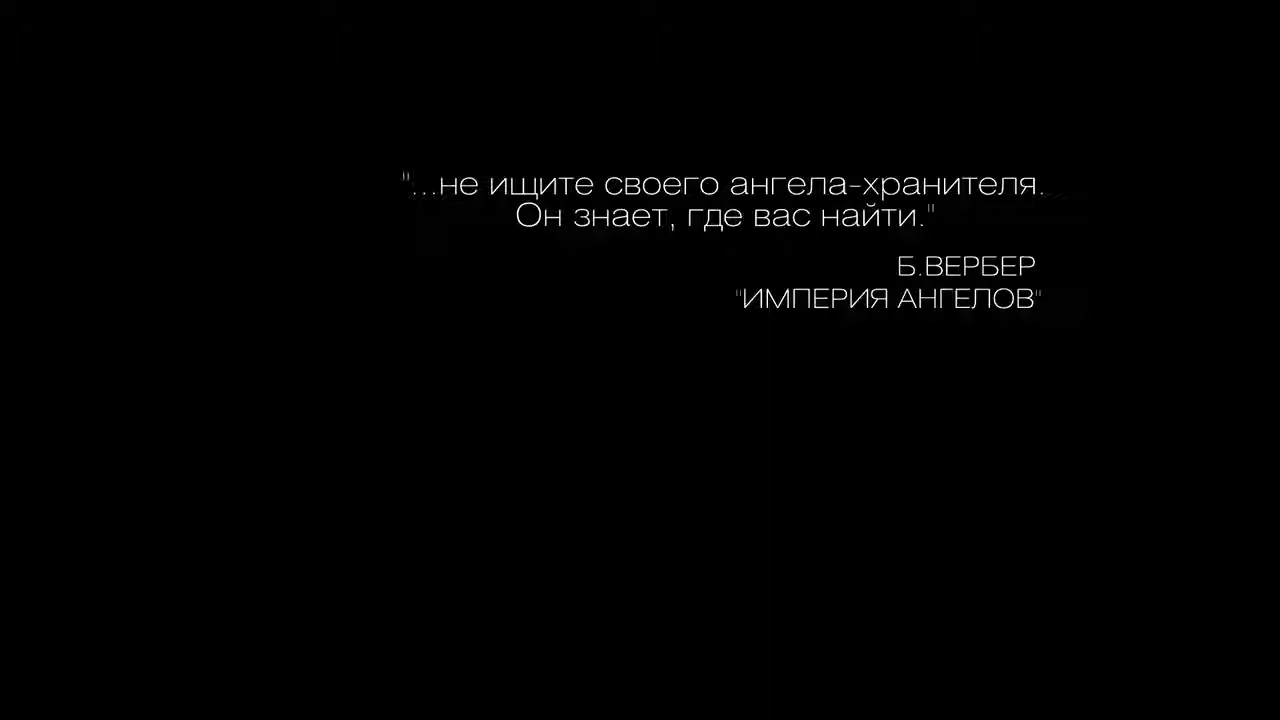 "...не ищите своего ангела-хранителя.
Он знает, где вас найти."
Б.ВЕРБЕР
"ИМПЕРИЯ АНГЕЛОВ"